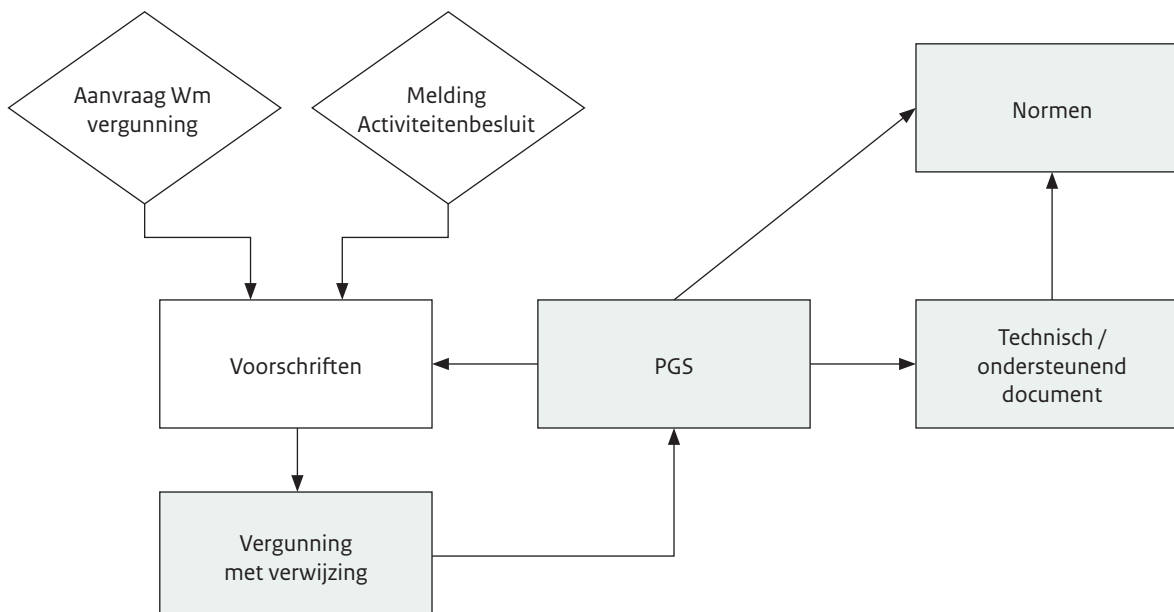 Aanvraag Wm
vergunning
Melding
Activiteitenbesluit
Normen
Voorschriften
PGS
Technisch /
ondersteunend
document
Vergunning
met verwijzing